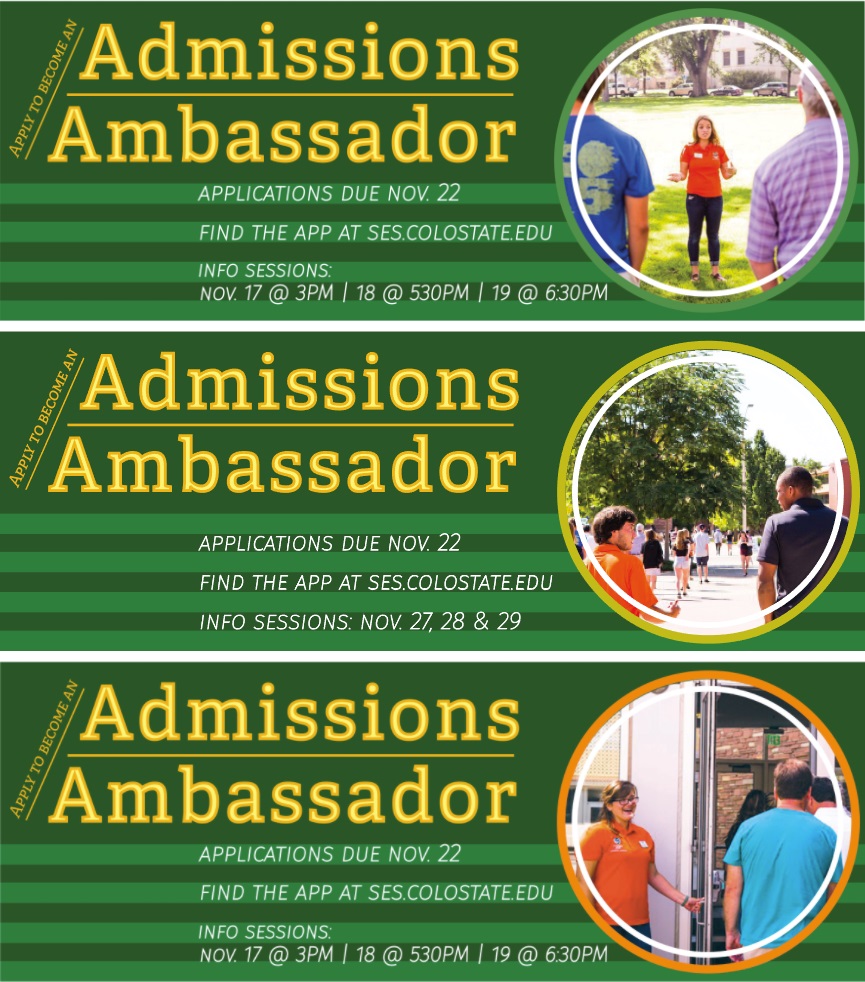 APPLY TO BECOME AN
Admissions
Ambassador
APPLICATIONS DUE NOV. 22
FIND THE APP AT SES.COLOSTATE.EDU
INFO SESSIONS:
NOV. 17 @ 3PM | 18 @ 530PM | 19 @ 6:30PM
APPLY TO BECOME AN
Admissions
Ambassador
APPLICATIONS DUE NOV. 22
FIND THE APP AT SES.COLOSTATE.EDU
INFO SESSIONS: NOV. 27, 28 & 29
APPLY TO BECOME AN
Admissions
Ambassador
APPLICATIONS DUE NOV. 22
FIND THE APP AT SES.COLOSTATE.EDU
INFO SESSIONS:
NOV. 17 @ 3PM | 18 @ 530PM | 19 @ 6:30PM